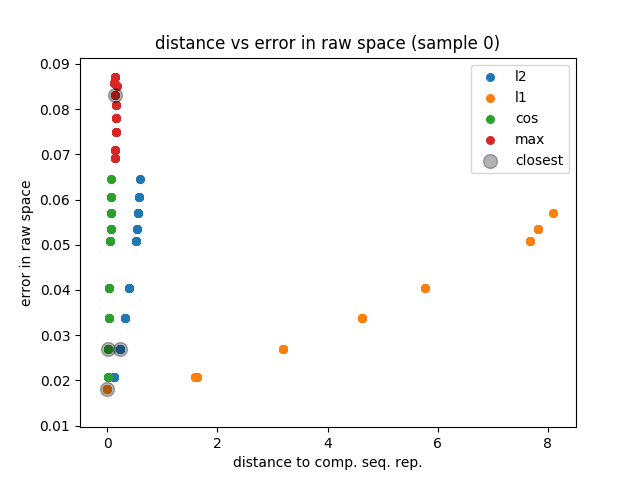 distance vs error in raw space (sample 0)
0.09
0.08
0.07
0.06
0.05
0.04
0.03
0.02
0.01
error in raw space
l2
l1
cos
max
closest
0
2
4
6
8
distance to comp. seq. rep.